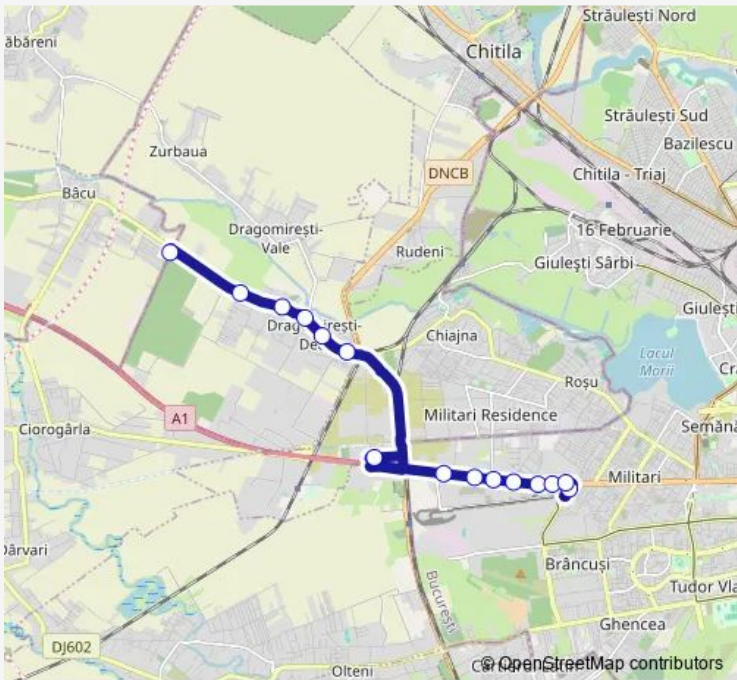 Străulești Nord
ăbăreni
Chitila
Străulești Sud
Bazilescu
Zurbaua
DNCB
Chitila - Triaj
Bâcu
Dragomirești-
Vale
16 Februarie
Rudeni
Giulești Sârbi
Giulești
Chiajna
Lacul
Morii
Roșu
A1
Militari Residence
Ciorogârla
Semănă
Militari
Dârvari
Brâncuși
București
Tudor Vla
Ghencea
DJ602
Olteni
© OpenStreetMap contributors